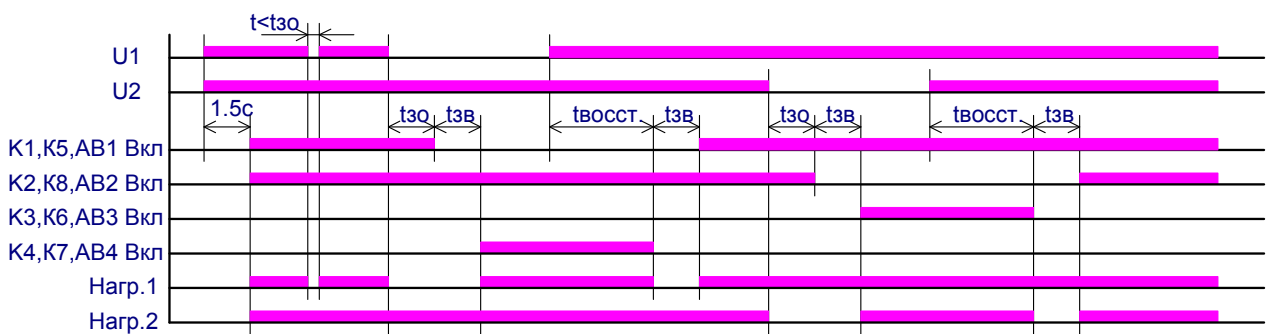 t<tзо
U1
U2
1.5с tзо tзв tвосст. tзв tзо tзв tвосст. tзв
К1,К5,АВ1 Вкл
К2,К8,АВ2 Вкл
К3,К6,АВ3 Вкл
К4,К7,АВ4 Вкл
Нагр.1
Нагр.2